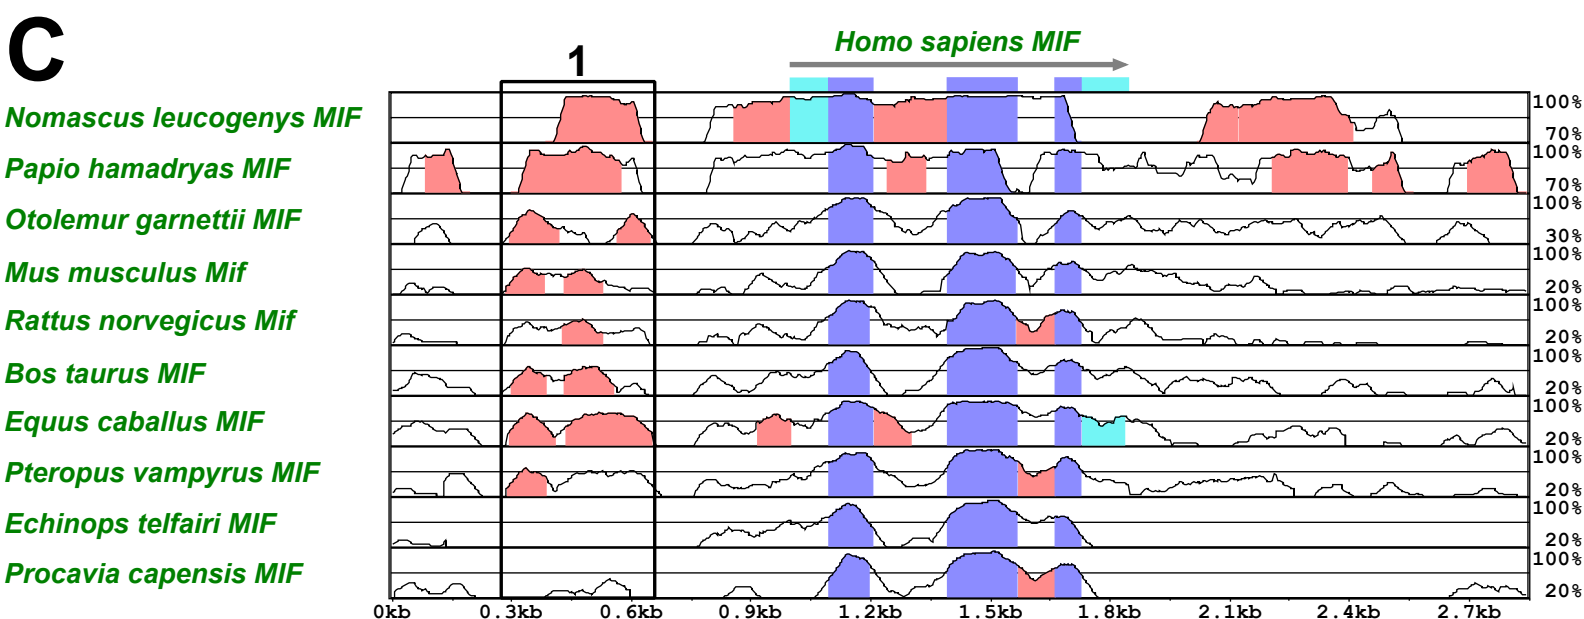 C
1
Homo sapiens MIF
Nomascus leucogenys MIF
100%
70%
Papio hamadryas MIF
100%
70%
Otolemur garnettii MIF
100%
30%
Mus musculus Mif
100%
20%
Rattus norvegicus Mif
100%
20%
Bos taurus MIF
100%
20%
Equus caballus MIF
100%
20%
Pteropus vampyrus MIF
100%
20%
Echinops telfairi MIF
100%
20%
Procavia capensis MIF
100%
20%
0kb 0.3kb 0.6kb 0.9kb 1.2kb 1.5kb 1.8kb 2.1kb 2.4kb 2.7kb